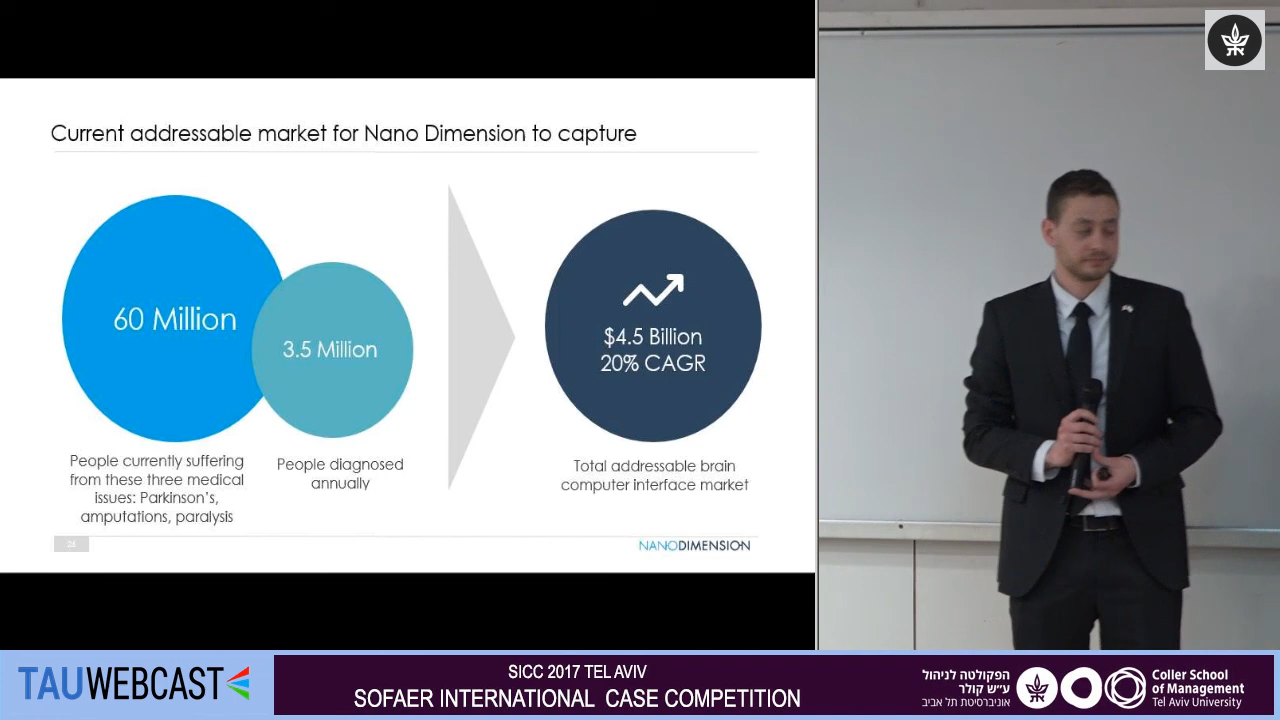 Current addressable market for Nano Dimension to capture
60 Million
3.5 Million
$4.5 Billion
20% CAGR
People currently suffering
from these three medical
issues: Parkinson's,
amputations, paralysis
People diagnosed
annually
Total addressable brain
computer interface market
NANODIMENSION
TAUWEBCAST
SICC 2017 TEL AVIV
SOFAER INTERNATIONAL CASE COMPETITION
הפקולטה לניהול
ע״ש קולר
אוניברסיטת תל אביב
Coller School
of Management
Tel Aviv University